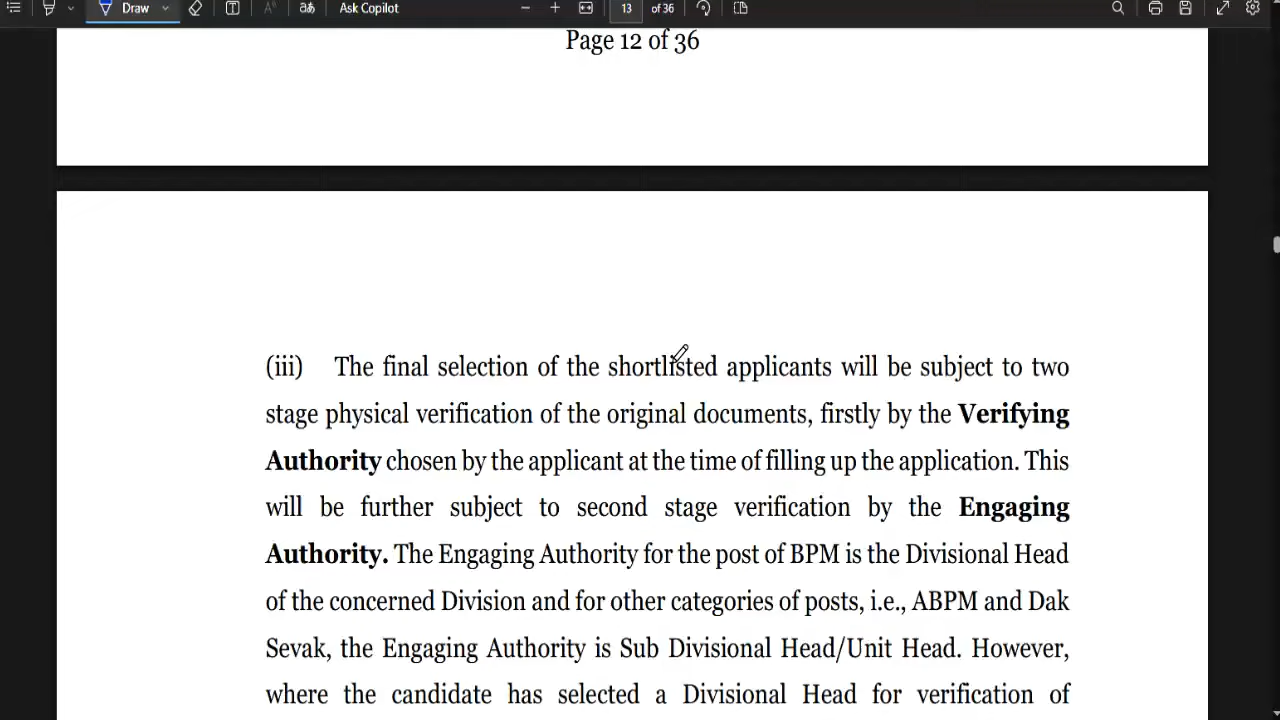 Draw
Ask Copilot
13 of 36
Page 12 of 36
(iii) The final selection of the shortlisted applicants will be subject to two
stage physical verification of the original documents, firstly by the Verifying
Authority chosen by the applicant at the time of filling up the application. This
will be further subject to second stage verification by the Engaging
Authority. The Engaging Authority for the post of BPM is the Divisional Head
of the concerned Division and for other categories of posts, i.e., ABPM and Dak
Sevak, the Engaging Authority is Sub Divisional Head/Unit Head. However,
where the candidate has selected a Divisional Head for verification of